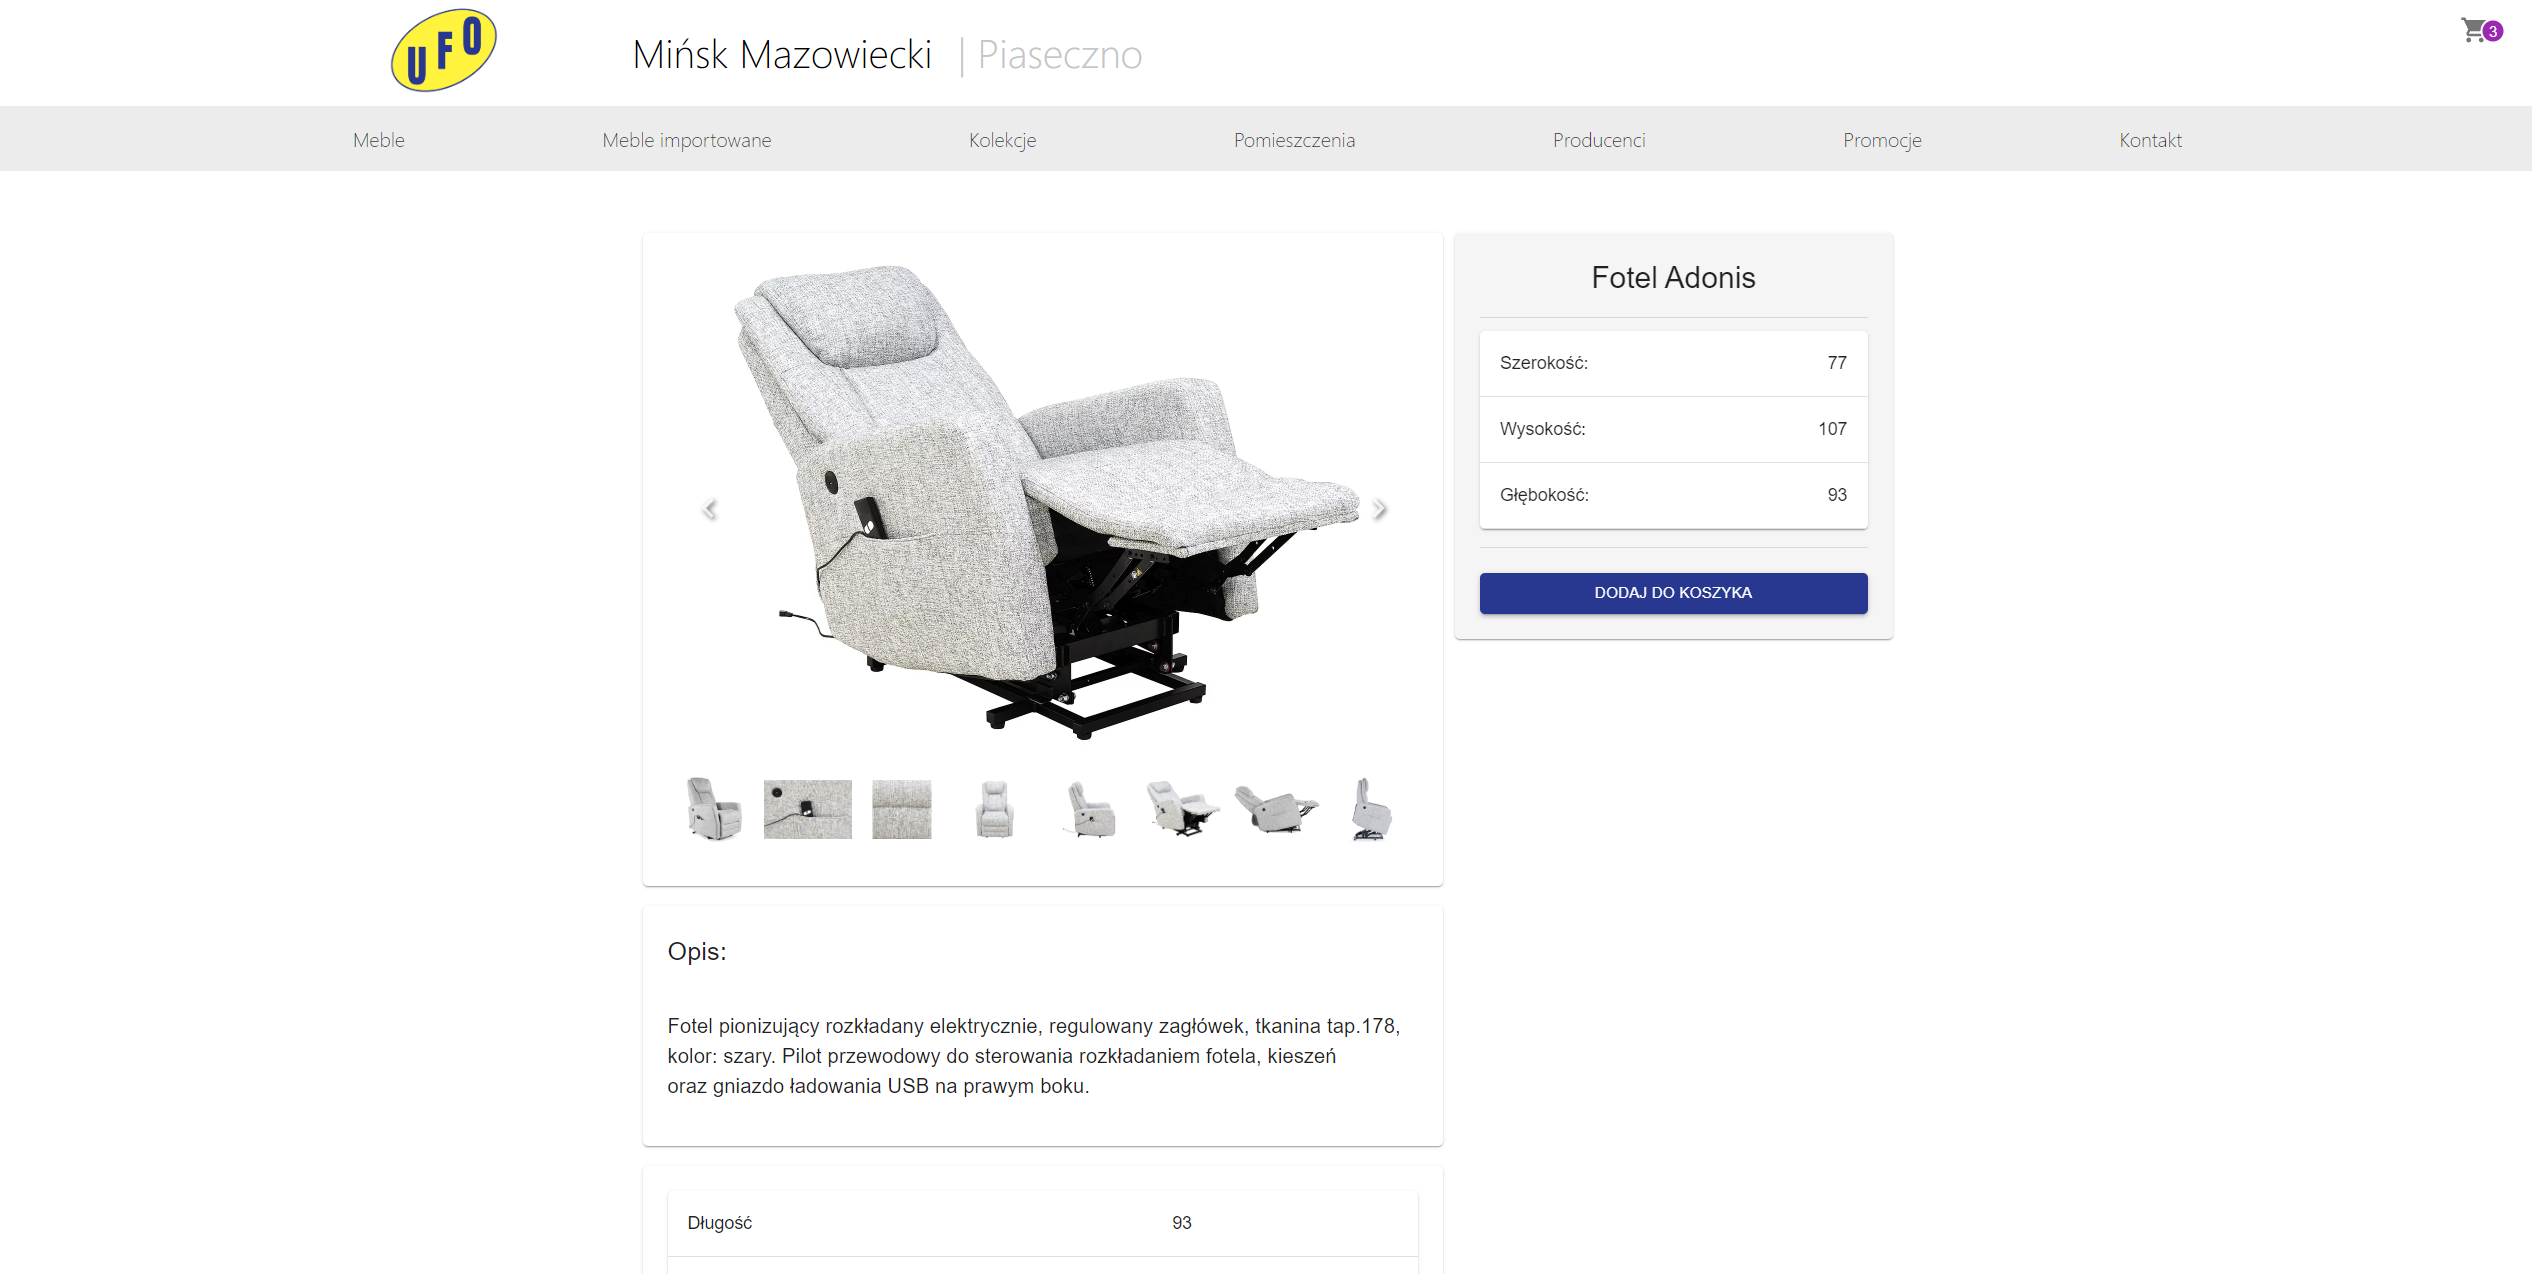 UFO
Mińsk Mazowiecki | Piaseczno
3
Meble
Meble importowane
Kolekcje
Pomieszczenia
Producenci
Promocje
Kontakt
Fotel Adonis
Szerokość: 77
Wysokość: 107
Głębokość: 93
DODAJ DO KOSZYKA
Opis:
Fotel pionizujący rozkładany elektrycznie, regulowany zagłówek, tkanina tap.178,
kolor: szary. Pilot przewodowy do sterowania rozkładaniem fotela, kieszeń
oraz gniazdo ładowania USB na prawym boku.
Długość 93